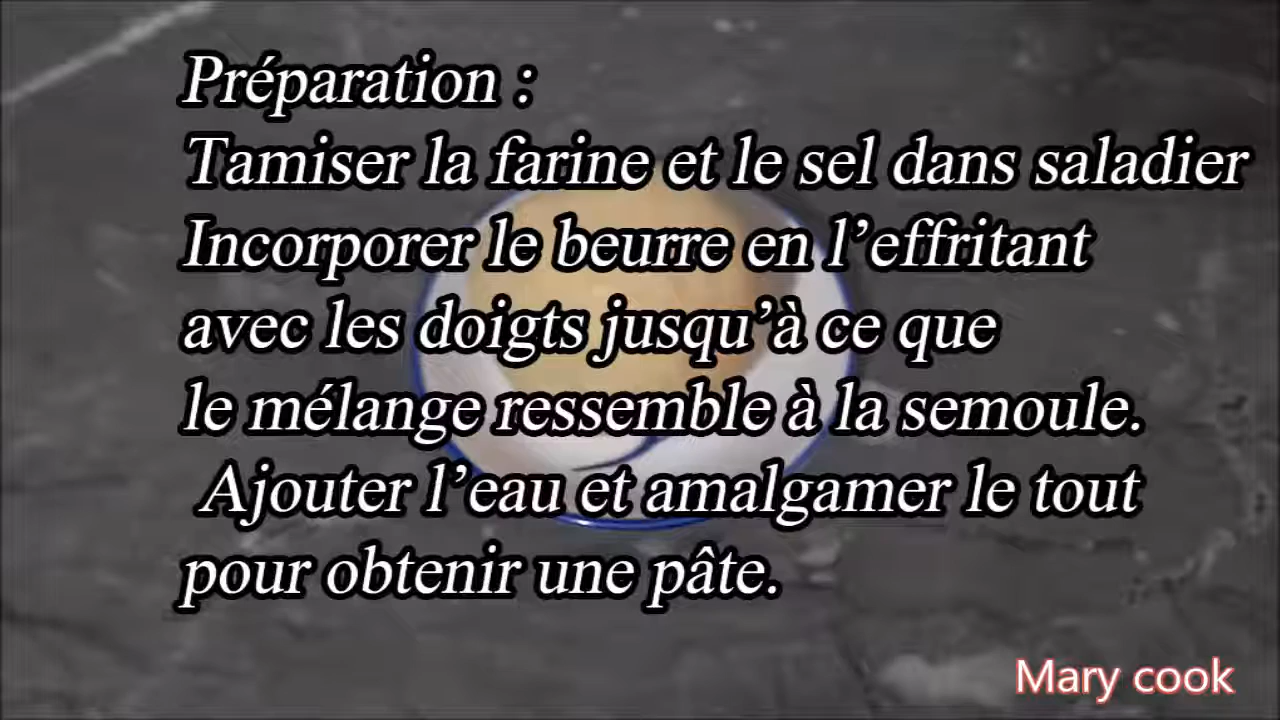 Préparation :
Tamiser la farine et le sel dans saladier
Incorporer le beurre en l’effritant
avec les doigts jusqu’à ce que
le mélange ressemble à la semoule.
Ajouter l’eau et amalgamer le tout
pour obtenir une pâte.
Mary cook